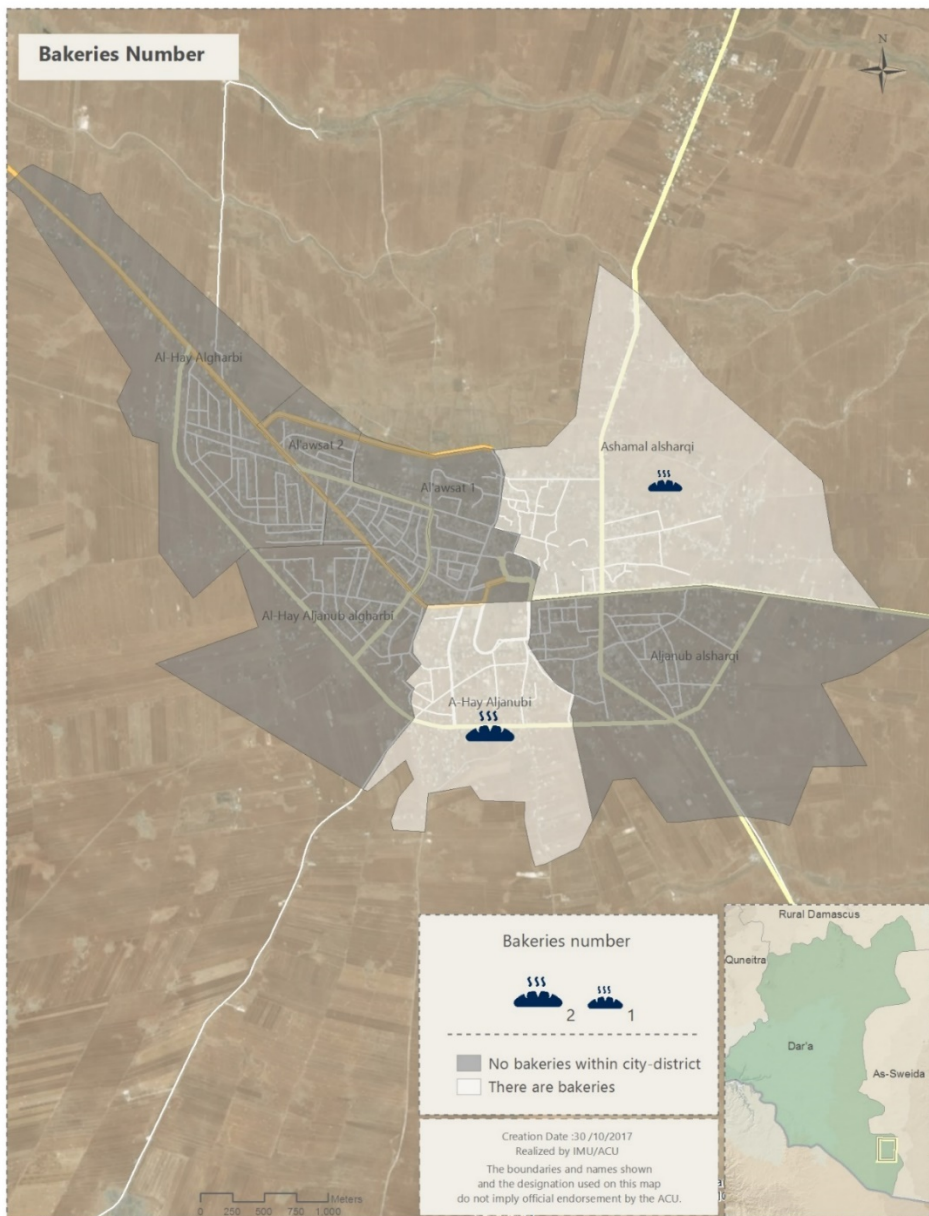 Bakeries Number
N
Al-Hay Algharbi
Al'awsat 2
Ashamal alsharqi
Al'awsat 1
Al-Hay Aljanub algharbi
Aljanub alsharqi
A-Hay Aljanubi
Bakeries number
2
1
No bakeries within city-district
There are bakeries
Creation Date :30 /10/2017
Realized by IMU/ACU
The boundaries and names shown
and the designation used on this map
do not imply official endorsement by the ACU.
Meters
0 250 500 750 1,000
Rural Damascus
Quneitra
Dar'a
As-Sweida